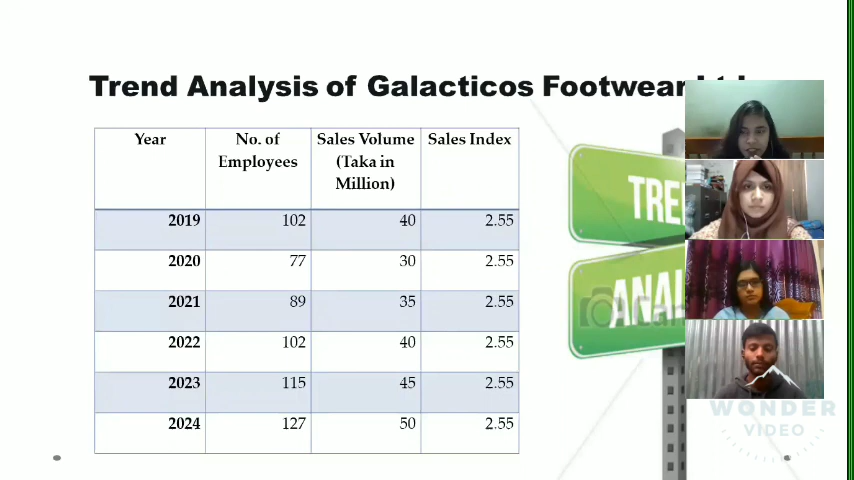 Trend Analysis of Galacticos Footwear
Year No. of Employees Sales Volume (Taka in Million) Sales Index
2019 102 40 2.55
2020 77 30 2.55
2021 89 35 2.55
2022 102 40 2.55
2023 115 45 2.55
2024 127 50 2.55
TRE
ANAL
WONDER
VIDEO